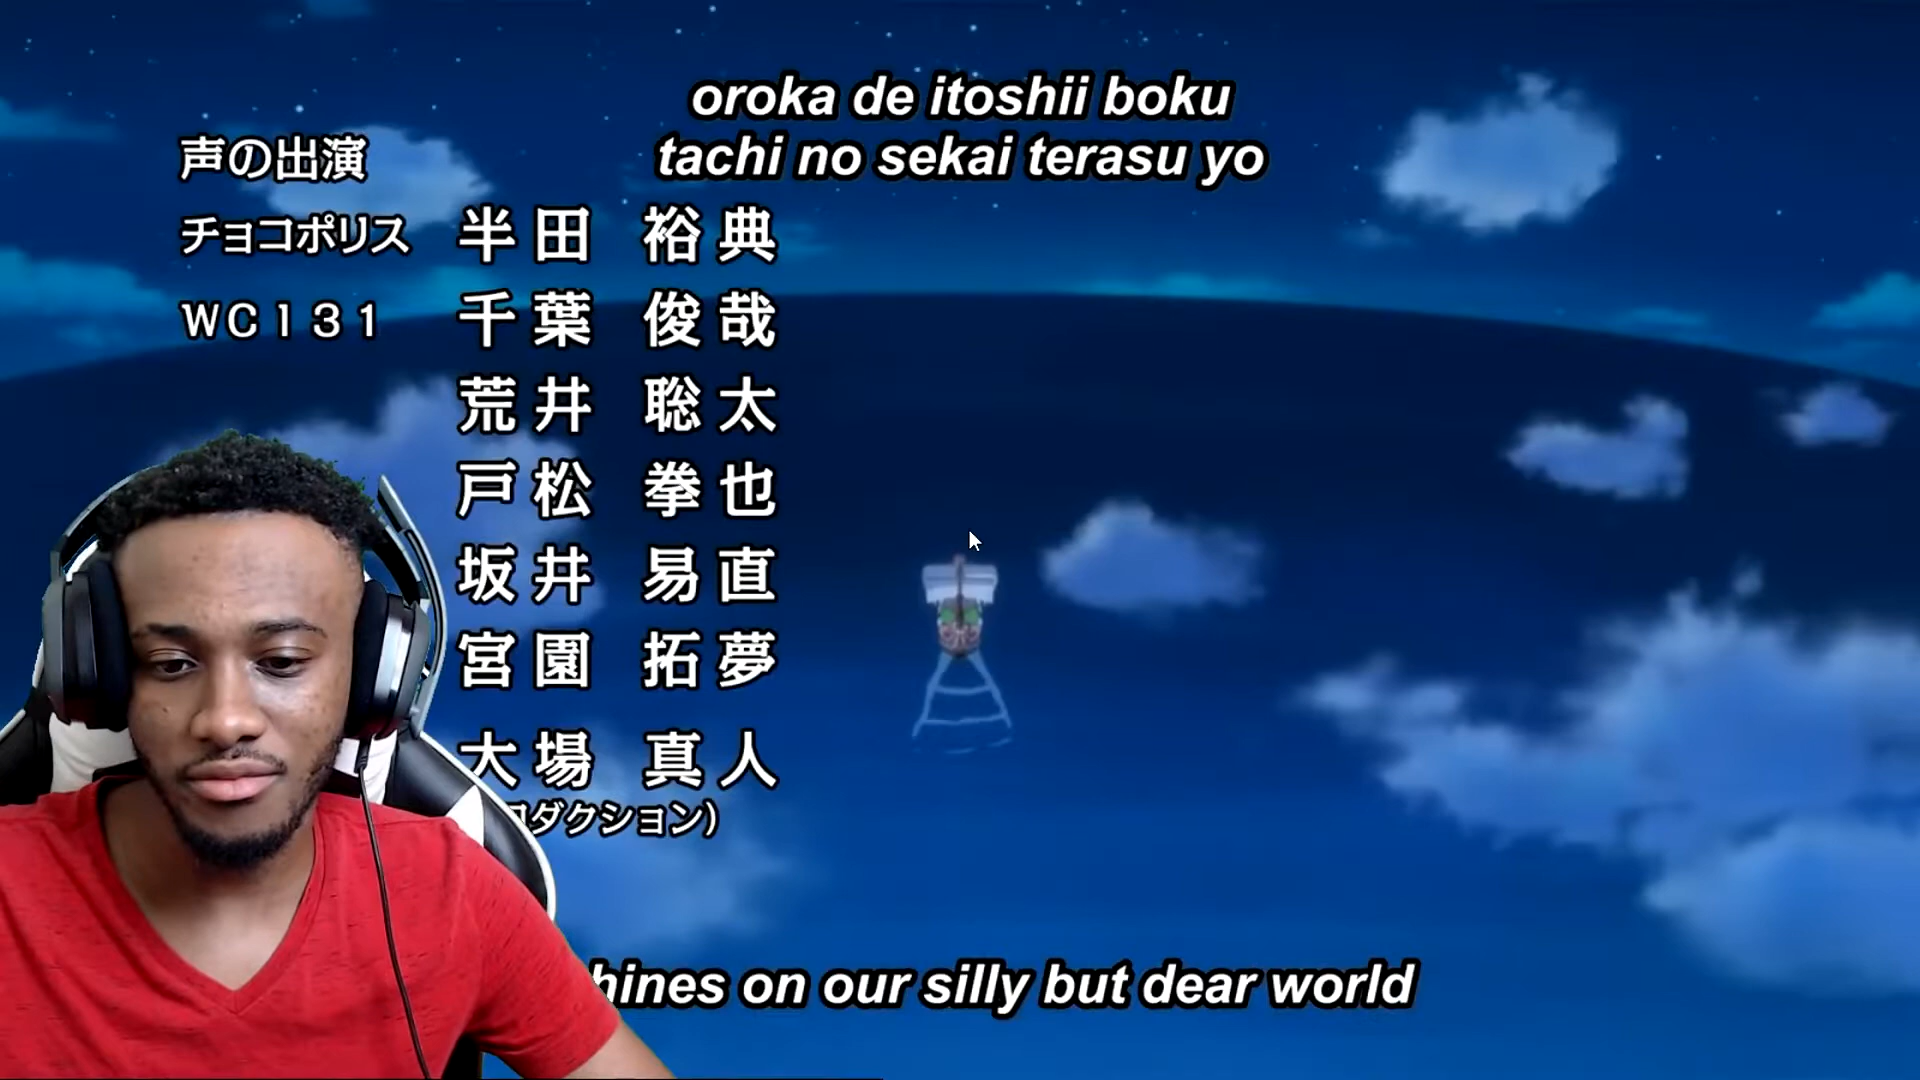 oroka de itoshii boku
tachi no sekai terasu yo
声の出演
チョコポリス 半田 裕典
WC131 千葉 俊哉
荒井 聡太
戸松 拳也
坂井 易直
宮園 拓夢
大場 真人
ロダクション)
hines on our silly but dear world